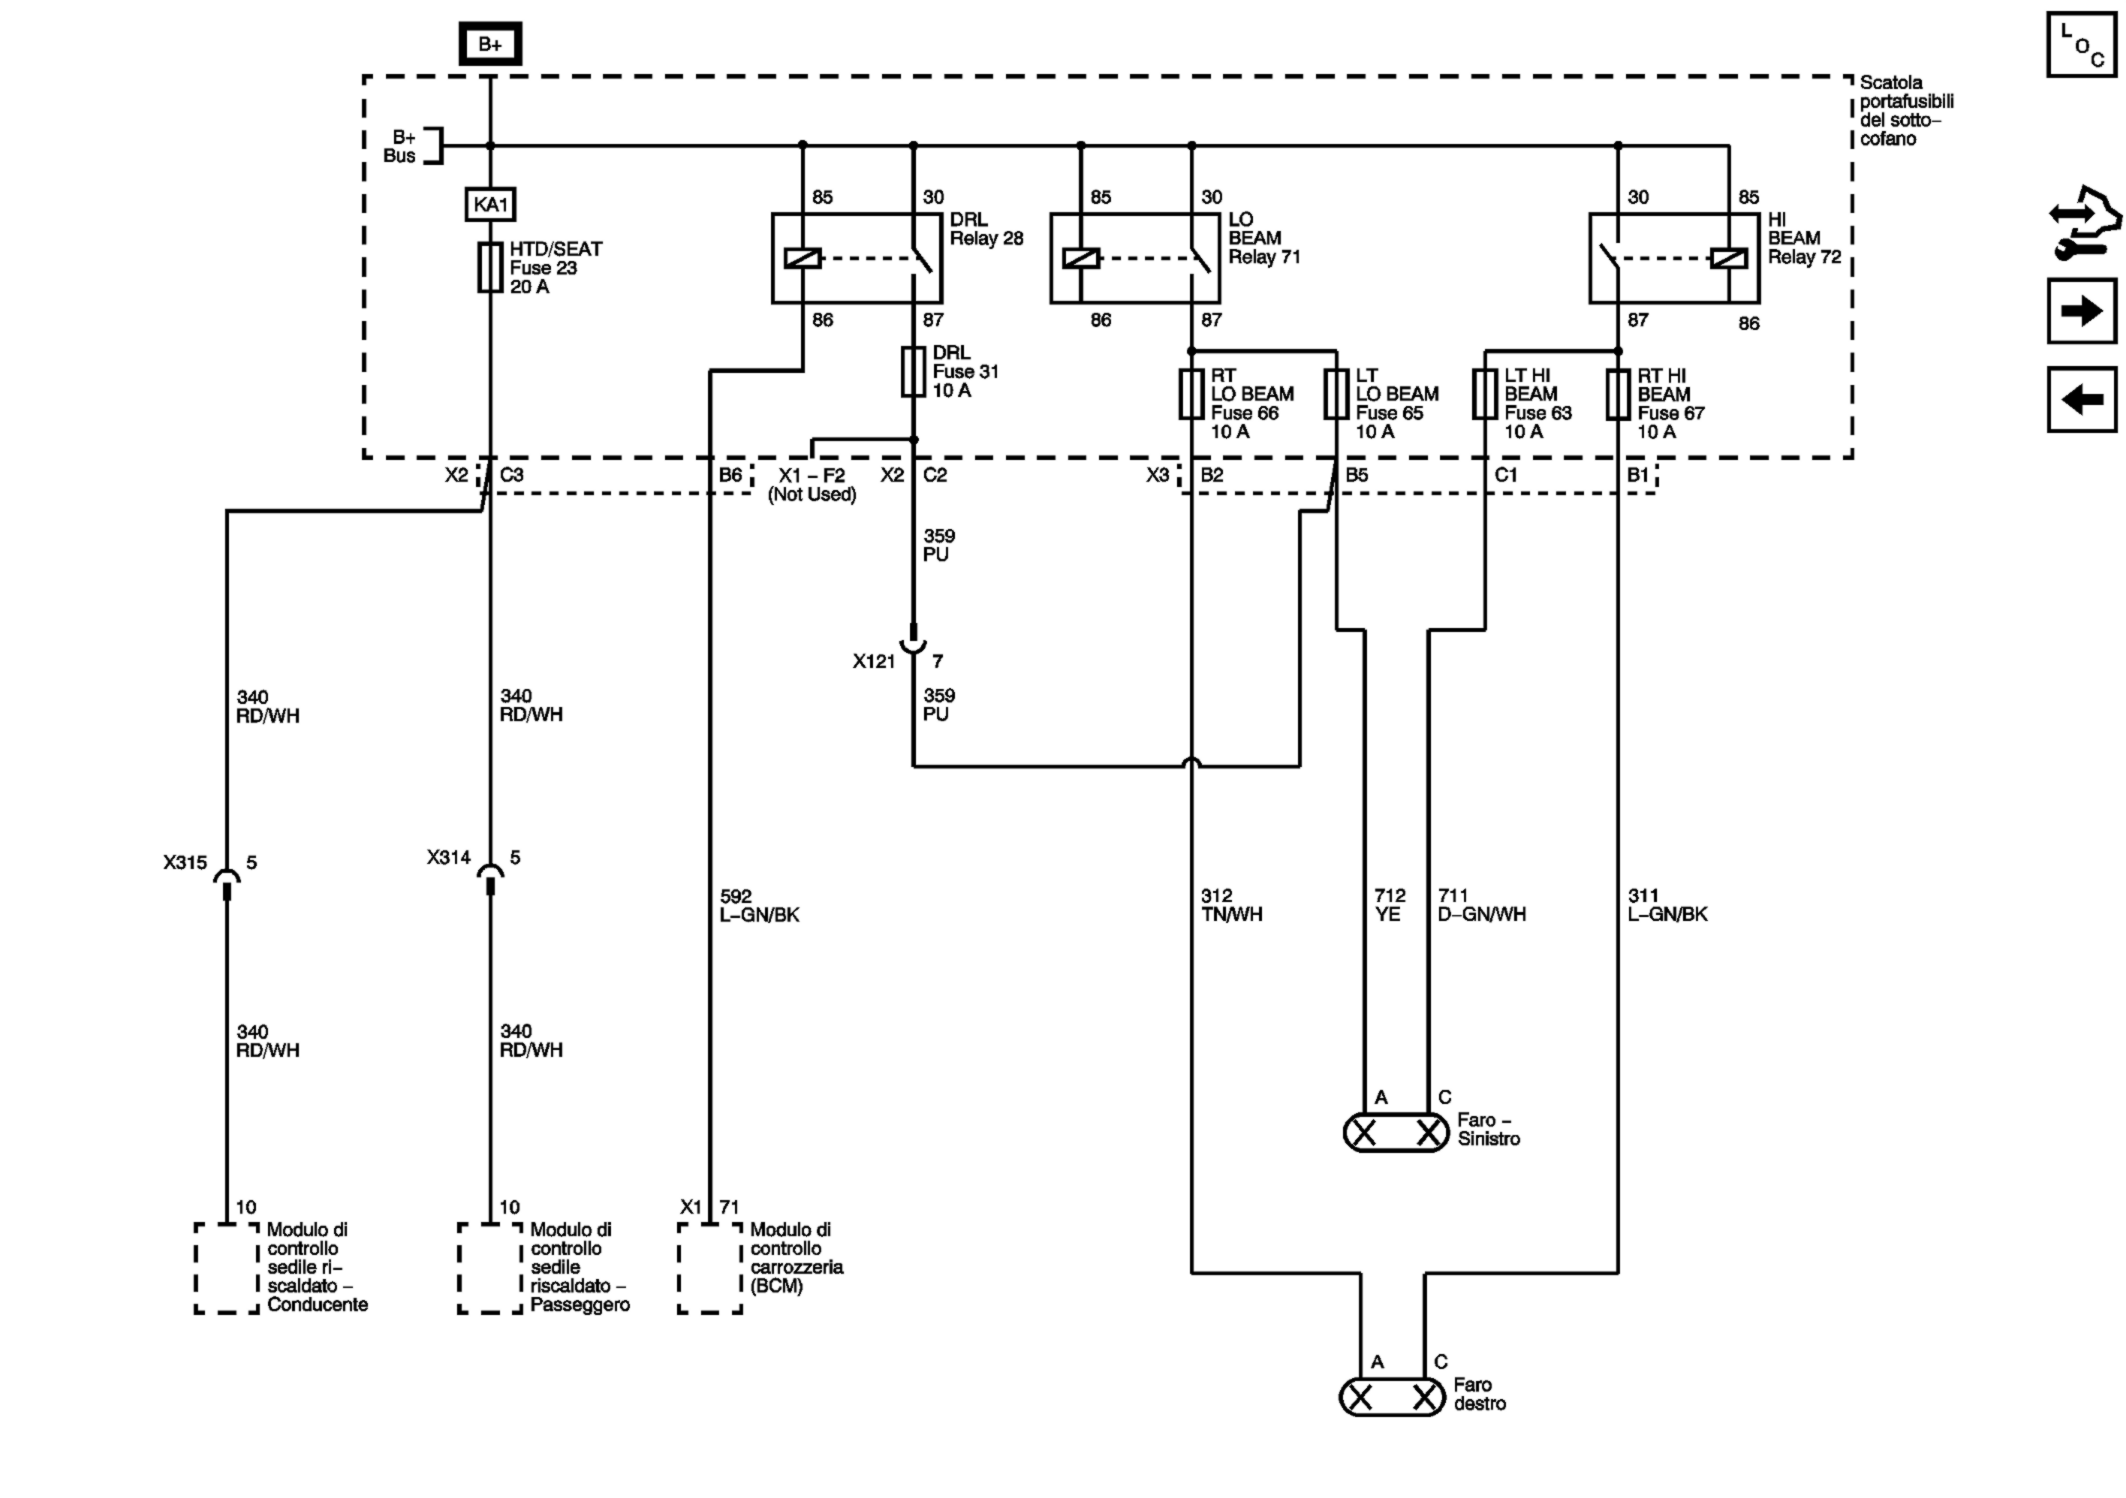 B+
L
O
C
Scatola
portafusibili
del sotto–
cofano
B+
Bus
KA1
HTD/SEAT
Fuse 23
20 A
85
30
DRL
Relay 28
86
87
85
30
LO
BEAM
Relay 71
86
87
30
85
HI
BEAM
Relay 72
87
86
DRL
Fuse 31
10 A
RT
LO BEAM
Fuse 66
10 A
LT
LO BEAM
Fuse 65
10 A
LT HI
BEAM
Fuse 63
10 A
RT HI
BEAM
Fuse 67
10 A
X2
C3
B6
X1 – F2
(Not Used)
X2
C2
X3
B2
B5
C1
B1
359
PU
X121
7
359
PU
340
RD/WH
340
RD/WH
X315
5
X314
5
592
L–GN/BK
312
TN/WH
712
YE
711
D–GN/WH
311
L–GN/BK
340
RD/WH
340
RD/WH
A
C
Faro –
Sinistro
10
Modulo di
controllo
sedile ri–
scaldato –
Conducente
10
Modulo di
controllo
sedile
riscaldato –
Passeggero
X1
71
Modulo di
controllo
carrozzeria
(BCM)
A
C
Faro
destro